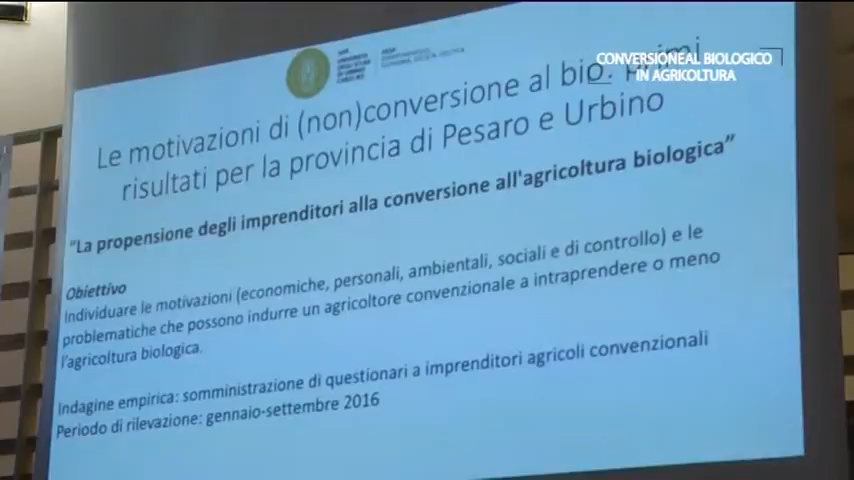 CONVERSIONEAL BIOLOGICO
IN AGRIKOLTURA
Le motivazioni di (non)conversione al bio. Primi
risultati per la provincia di Pesaro e Urbino
"La propensione degli imprenditori alla conversione all'agricoltura biologica"
Obiettivo
Individuare le motivazioni (economiche, personali, ambientali, sociali e di controllo) e le
problematiche che possono indurre un agricoltore convenzionale a intraprendere o meno
l'agricoltura biologica.
Indagine empirica: somministrazione di questionari a imprenditori agricoli convenzionali
Periodo di rilevazione: gennaio-settembre 2016